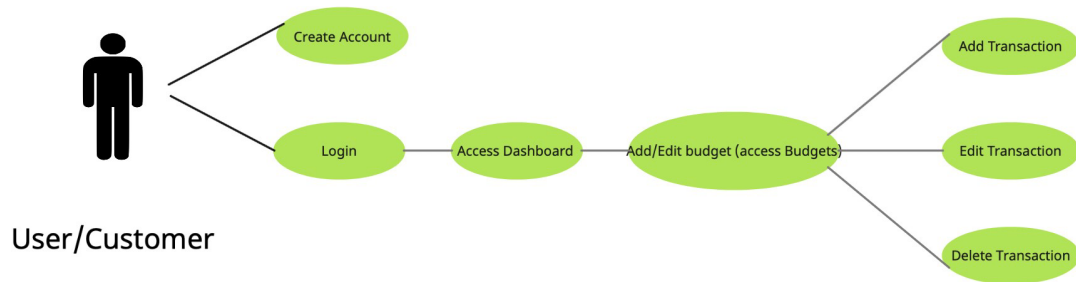 Create Account
Add Transaction
Login
Access Dashboard
Add/Edit budget (access Budgets)
Edit Transaction
User/Customer
Delete Transaction